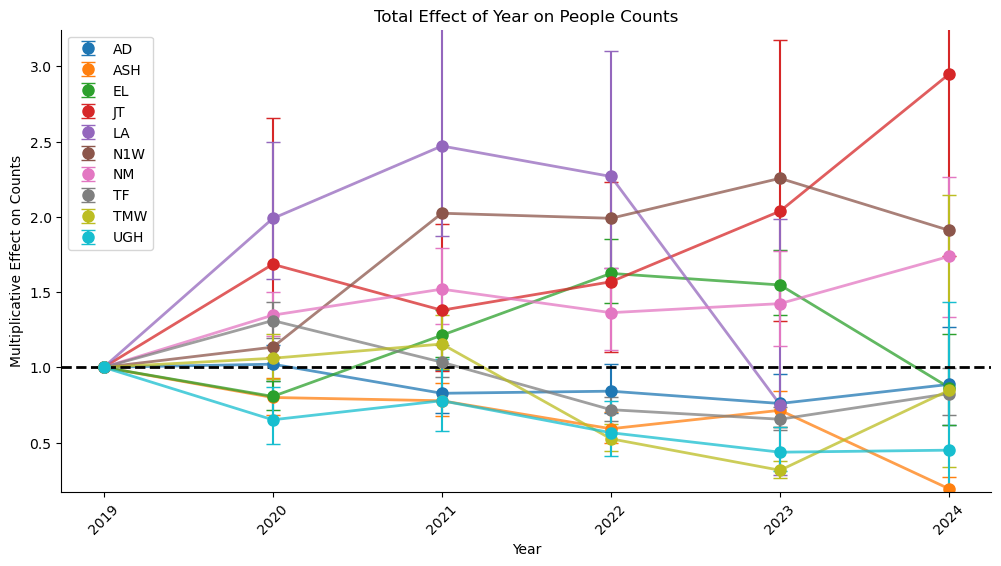 Total Effect of Year on People Counts
AD
ASH
EL
JT
LA
N1W
NM
TF
TMW
UGH
Multiplicative Effect on Counts
3.0
2.5
2.0
1.5
1.0
0.5
2019
2020
2021
2022
2023
2024
Year